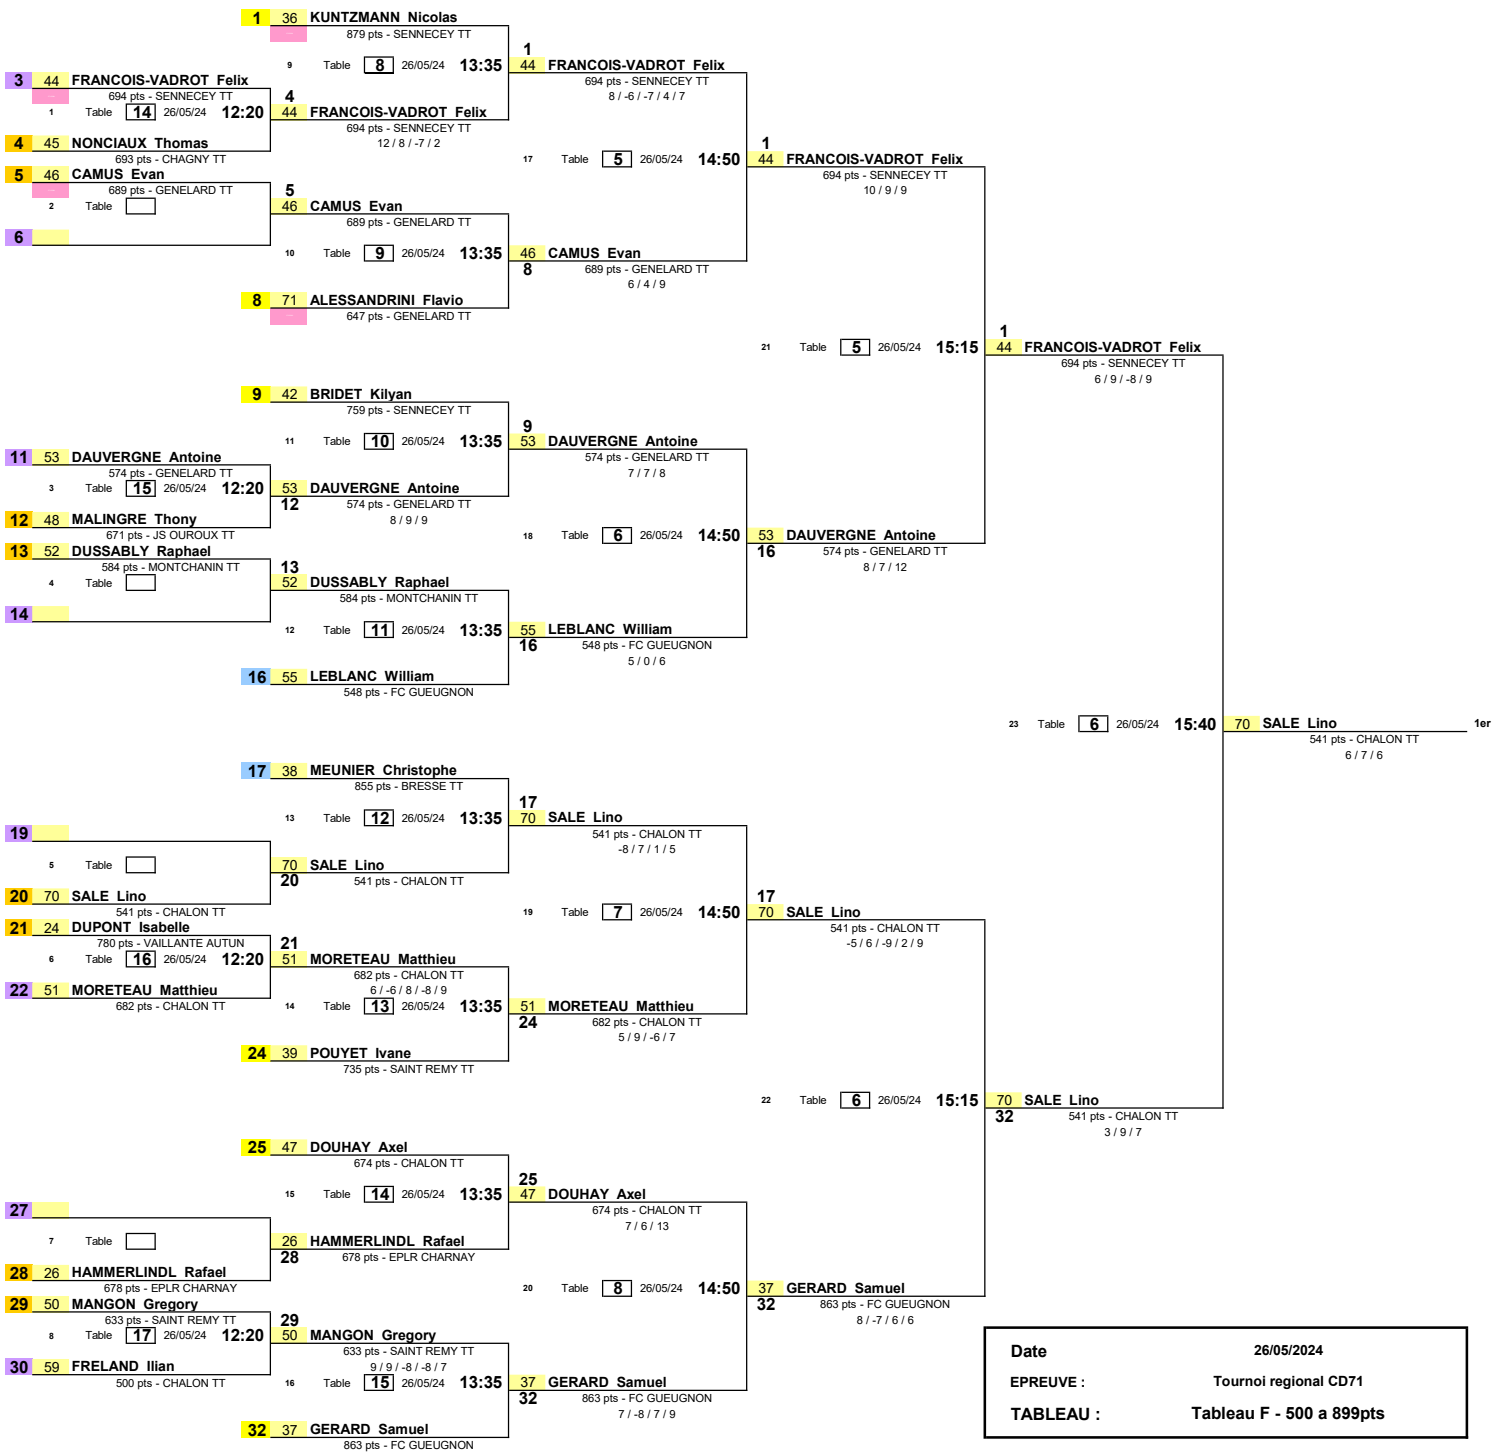 1 36 KUNTZMANN Nicolas
879 pts - SENNECEY TT
9 Table 8 26/05/24 13:35
1
44 FRANCOIS-VADROT Felix
694 pts - SENNECEY TT
8 / -6 / -7 / 4 / 7
3 44 FRANCOIS-VADROT Felix
694 pts - SENNECEY TT
1 Table 14 26/05/24 12:20
4
44 FRANCOIS-VADROT Felix
694 pts - SENNECEY TT
12 / 8 / -7 / 2
4 45 NONCIAUX Thomas
693 pts - CHAGNY TT
17 Table 5 26/05/24 14:50
1
44 FRANCOIS-VADROT Felix
694 pts - SENNECEY TT
10 / 9 / 9
5 46 CAMUS Evan
689 pts - GENELARD TT
2 Table
5
46 CAMUS Evan
689 pts - GENELARD TT
6
10 Table 9 26/05/24 13:35
46 CAMUS Evan
8
689 pts - GENELARD TT
6 / 4 / 9
8 71 ALESSANDRINI Flavio
647 pts - GENELARD TT
21 Table 5 26/05/24 15:15
1
44 FRANCOIS-VADROT Felix
694 pts - SENNECEY TT
6 / 9 / -8 / 9
9 42 BRIDET Kilyan
759 pts - SENNECEY TT
11 Table 10 26/05/24 13:35
9
53 DAUVERGNE Antoine
574 pts - GENELARD TT
7 / 7 / 8
11 53 DAUVERGNE Antoine
574 pts - GENELARD TT
3 Table 15 26/05/24 12:20
53 DAUVERGNE Antoine
12
574 pts - GENELARD TT
8 / 9 / 9
12 48 MALINGRE Thony
671 pts - JS OUROUX TT
18 Table 6 26/05/24 14:50
53 DAUVERGNE Antoine
16
574 pts - GENELARD TT
8 / 7 / 12
13 52 DUSSABLY Raphael
584 pts - MONTCHANIN TT
4 Table
13
52 DUSSABLY Raphael
584 pts - MONTCHANIN TT
14
12 Table 11 26/05/24 13:35
55 LEBLANC William
16
548 pts - FC GUEUGNON
5 / 0 / 6
16 55 LEBLANC William
548 pts - FC GUEUGNON
23 Table 6 26/05/24 15:40
70 SALE Lino 1er
541 pts - CHALON TT
6 / 7 / 6
17 38 MEUNIER Christophe
855 pts - BRESSE TT
13 Table 12 26/05/24 13:35
17
70 SALE Lino
541 pts - CHALON TT
-8 / 7 / 1 / 5
19
5 Table
70 SALE Lino
20
541 pts - CHALON TT
20 70 SALE Lino
541 pts - CHALON TT
19 Table 7 26/05/24 14:50
17
70 SALE Lino
541 pts - CHALON TT
-5 / 6 / -9 / 2 / 9
21 24 DUPONT Isabelle
780 pts - VAILLANTE AUTUN
6 Table 16 26/05/24 12:20
21
51 MORETEAU Matthieu
682 pts - CHALON TT
6 / -6 / 8 / -8 / 9
22 51 MORETEAU Matthieu
682 pts - CHALON TT
14 Table 13 26/05/24 13:35
51 MORETEAU Matthieu
24
682 pts - CHALON TT
5 / 9 / -6 / 7
24 39 POUYET Ivane
735 pts - SAINT REMY TT
22 Table 6 26/05/24 15:15
70 SALE Lino
32
541 pts - CHALON TT
3 / 9 / 7
25 47 DOUHAY Axel
674 pts - CHALON TT
15 Table 14 26/05/24 13:35
25
47 DOUHAY Axel
674 pts - CHALON TT
7 / 6 / 13
27
7 Table
26 HAMMERLINDL Rafael
28
678 pts - EPLR CHARNAY
28 26 HAMMERLINDL Rafael
678 pts - EPLR CHARNAY
20 Table 8 26/05/24 14:50
37 GERARD Samuel
32
863 pts - FC GUEUGNON
8 / -7 / 6 / 6
29 50 MANGON Gregory
633 pts - SAINT REMY TT
8 Table 17 26/05/24 12:20
29
50 MANGON Gregory
633 pts - SAINT REMY TT
9 / 9 / -8 / -8 / 7
30 59 FRELAND Ilian
500 pts - CHALON TT
16 Table 15 26/05/24 13:35
37 GERARD Samuel
32
863 pts - FC GUEUGNON
7 / -8 / 7 / 9
32 37 GERARD Samuel
863 pts - FC GUEUGNON
Date 26/05/2024
EPREUVE : Tournoi regional CD71
TABLEAU : Tableau F - 500 a 899pts